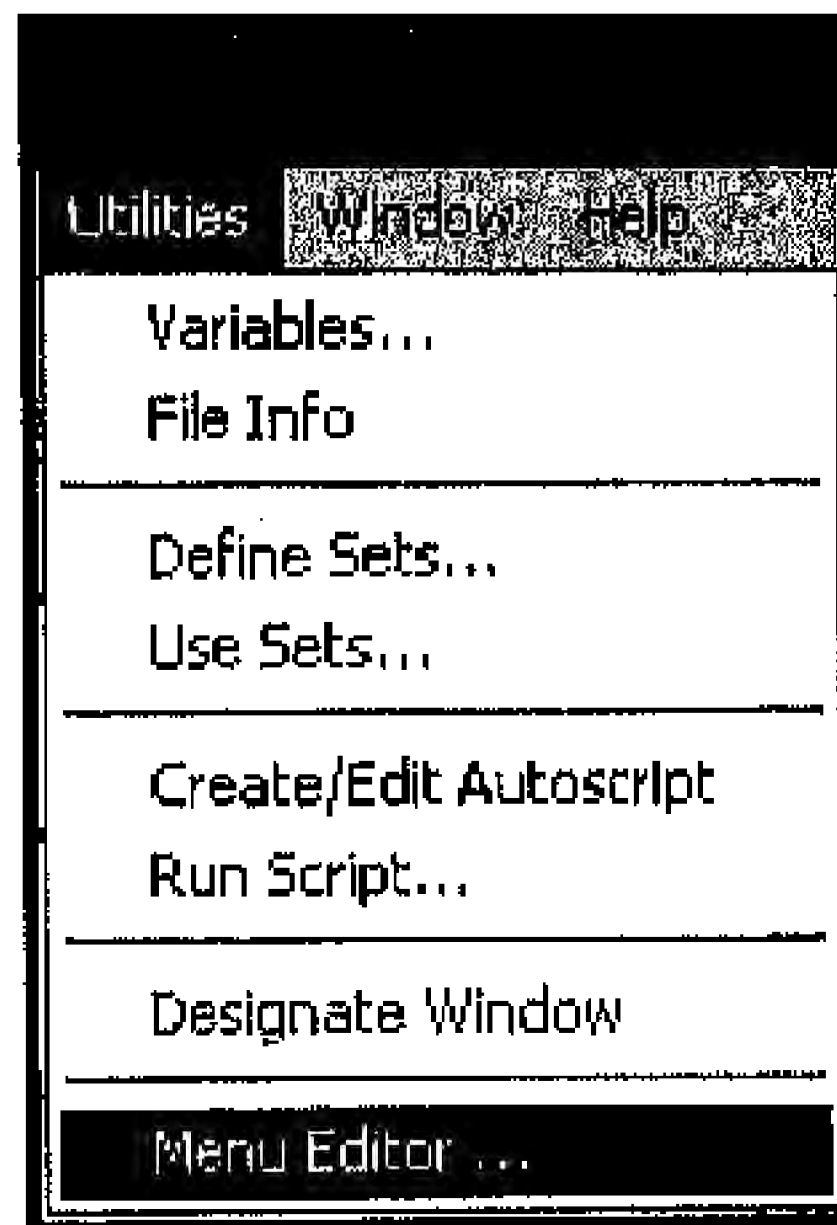 Utilities Window Help
Variables...
File Info
Define Sets...
Use Sets...
Create/Edit Autoscript
Run Script...
Designate Window
Menu Editor ...